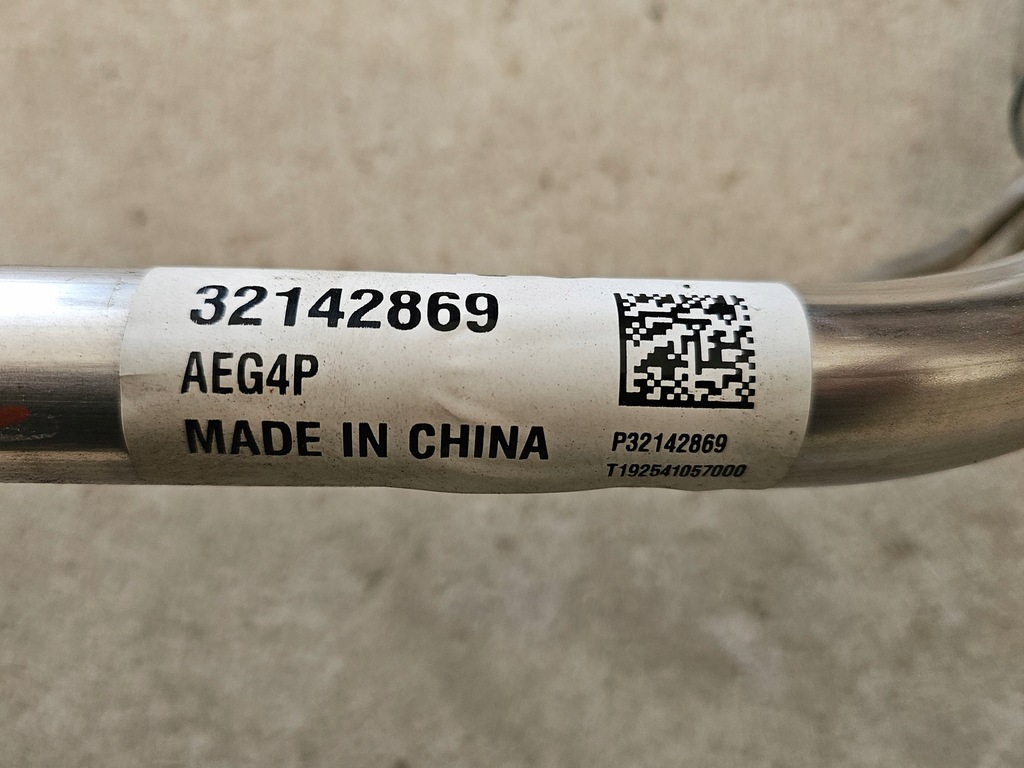 32142869
AEG4P
MADE IN CHINA
P32142869
T192541057000